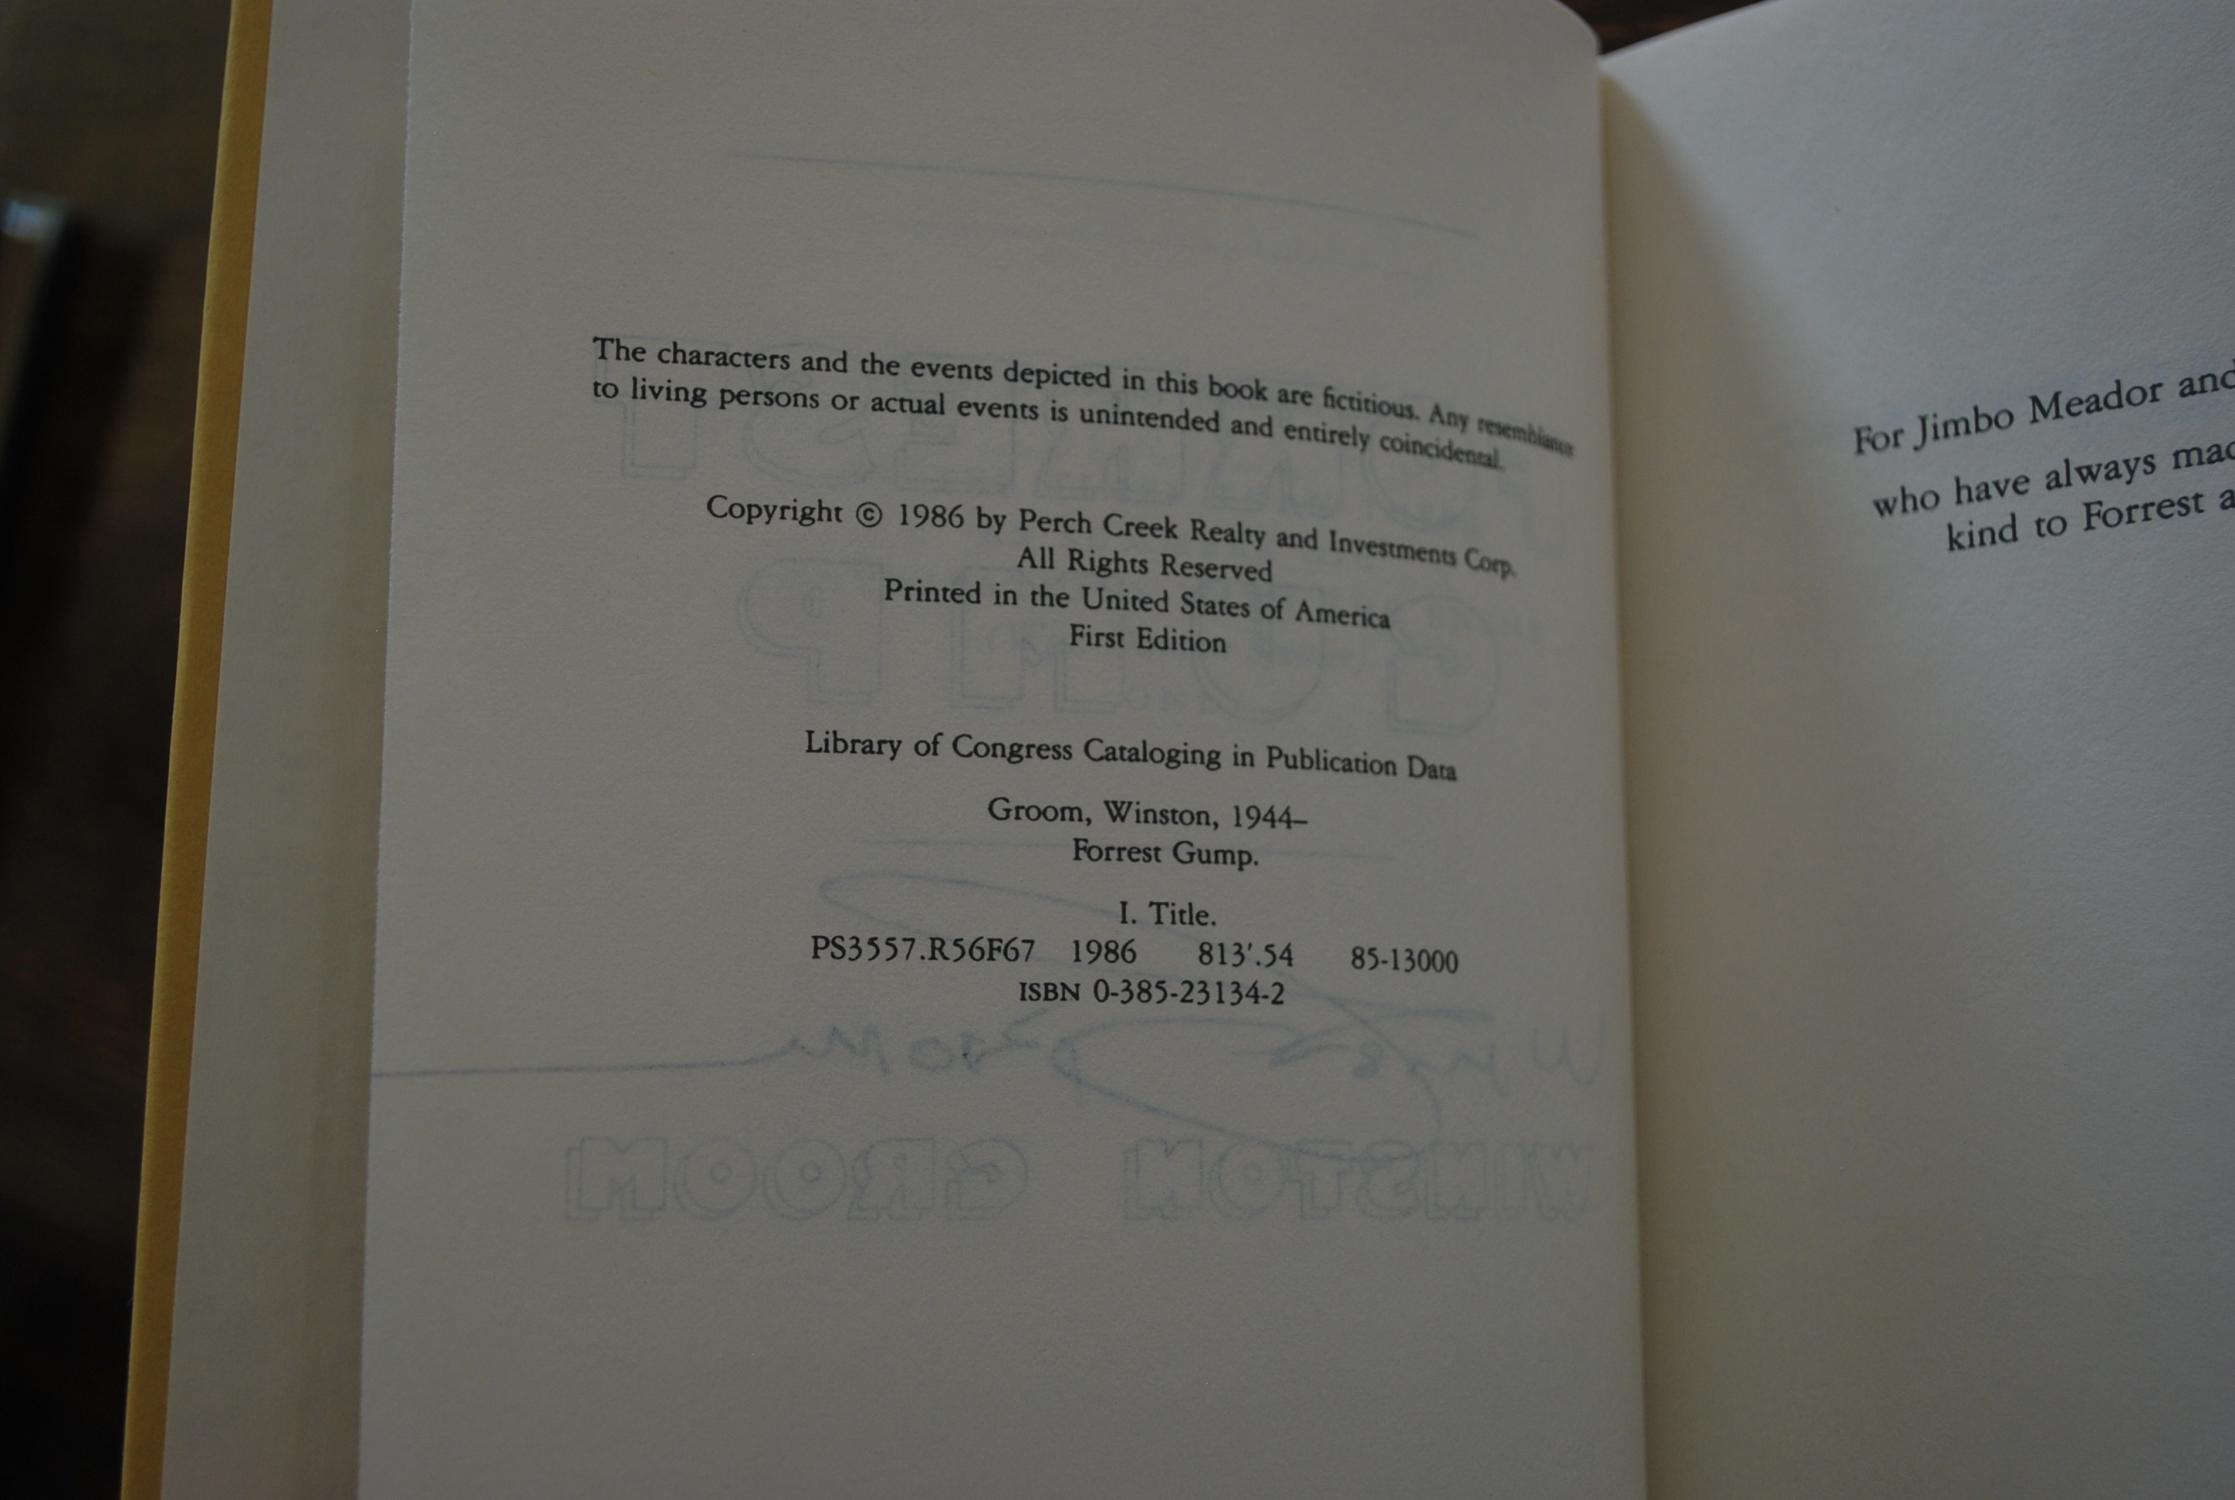 The characters and the events depicted in this book are fictitious. Any resemblance
to living persons or actual events is unintended and entirely coincidental.
Copyright © 1986 by Perch Creek Realty and Investments Corp.
All Rights Reserved
Printed in the United States of America
First Edition
Library of Congress Cataloging in Publication Data
Groom, Winston, 1944–
Forrest Gump.
I. Title.
PS3557.R56F67 1986 813′.54 85-13000
ISBN 0-385-23134-2
WINSTON GROOM
For Jimbo Meador and
who have always
kind to Forrest